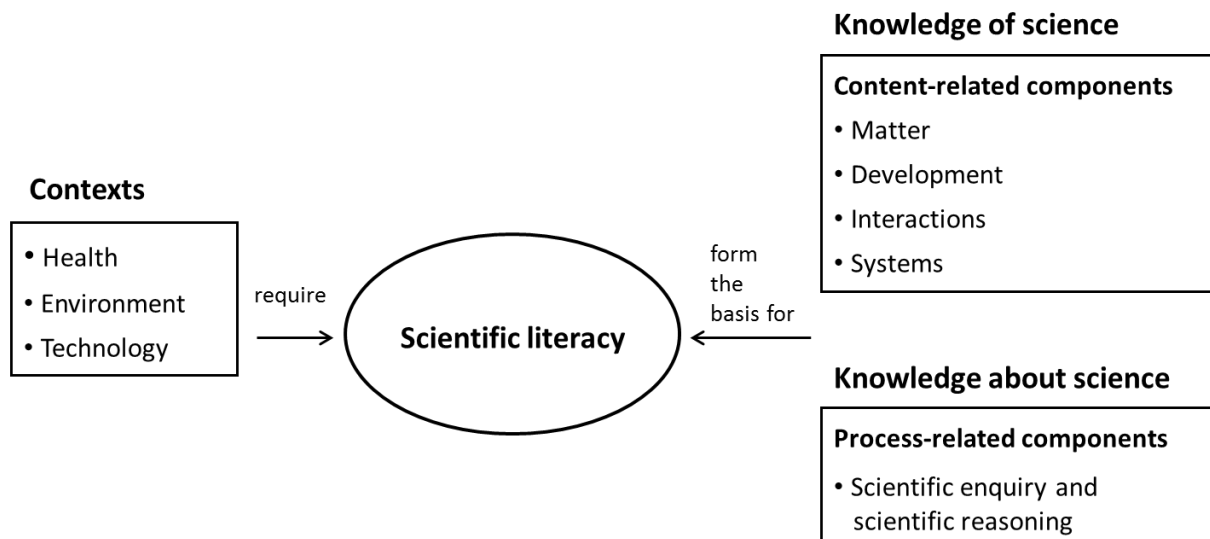 Knowledge of science
Content-related components
• Matter
• Development
• Interactions
• Systems
Contexts
• Health
• Environment
• Technology
require
Scientific literacy
form
the
basis for
Knowledge about science
Process-related components
• Scientific enquiry and
scientific reasoning